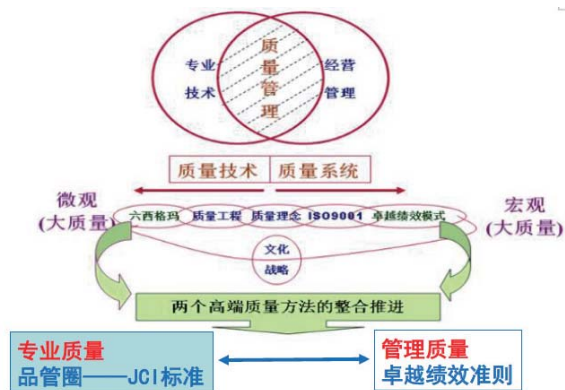 专业
技术
质量管理
经营
管理
质量技术 质量系统
微观
(大质量)
六西格玛 质量工程 质量理念 ISO9001 卓越绩效模式
宏观
(大质量)
文化
战略
两个高端质量方法的整合推进
专业质量
品管圈——JCI标准
管理质量
卓越绩效准则